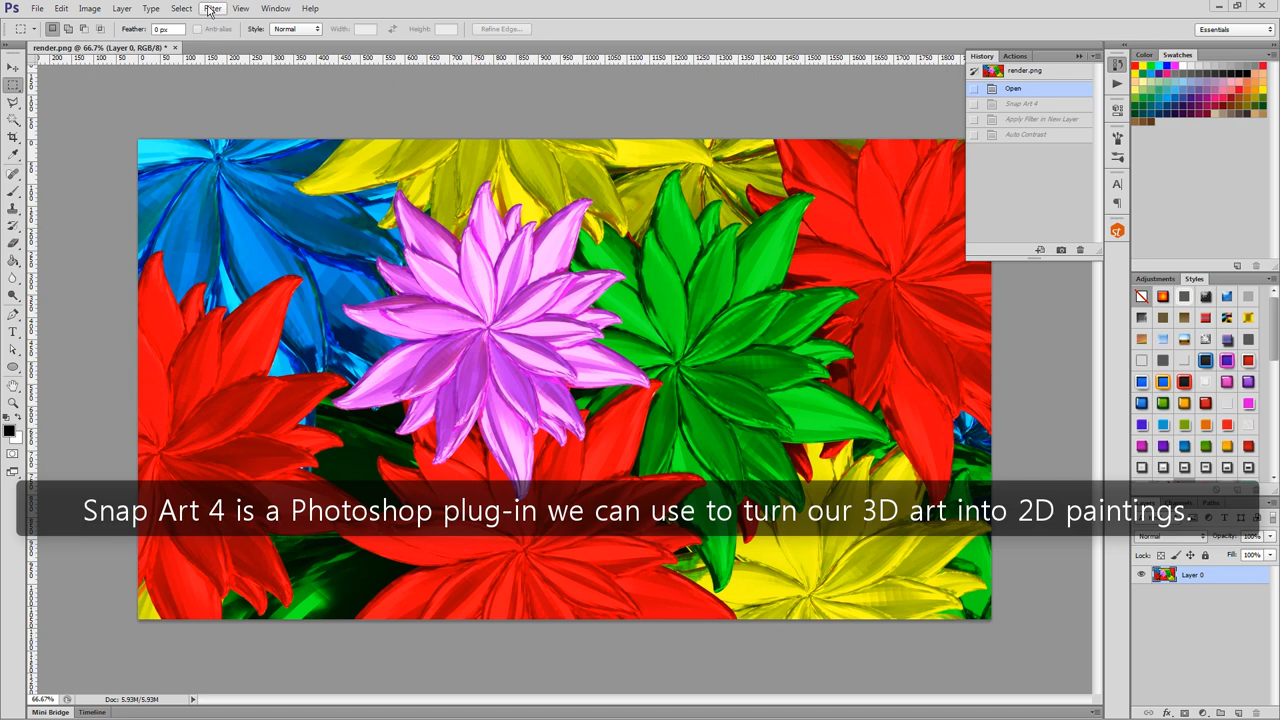 Ps File Edit Image Layer Type Select Filter View Window Help
Feather: 0 px Anti-alias Style: Normal Width: Height: Refine Edge... Essentials
render.png @ 66.7% (Layer 0, RGB/8) * ×
History Actions
render.png
Open
Snap Art 4
Apply Filter in New Layer
Auto Contrast
Color Swatches
Adjustments Styles
Snap Art 4 is a Photoshop plug-in we can use to turn our 3D art into 2D paintings.
Layers Channels Paths
Normal Opacity: 100%
Lock: Fill: 100%
Layer 0
66.67% Doc: 5.93M/5.93M
Mini Bridge Timeline